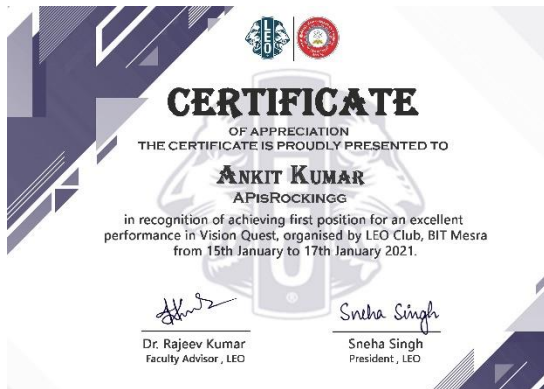 LEO
CERTIFICATE
OF APPRECIATION
THE CERTIFICATE IS PROUDLY PRESENTED TO
ANKIT KUMAR
APISROCKINGG
in recognition of achieving first position for an excellent
performance in Vision Quest, organised by LEO Club, BIT Mesra
from 15th January to 17th January 2021.
Sneha Singh
Dr. Rajeev Kumar
Faculty Advisor , LEO
Sneha Singh
President , LEO